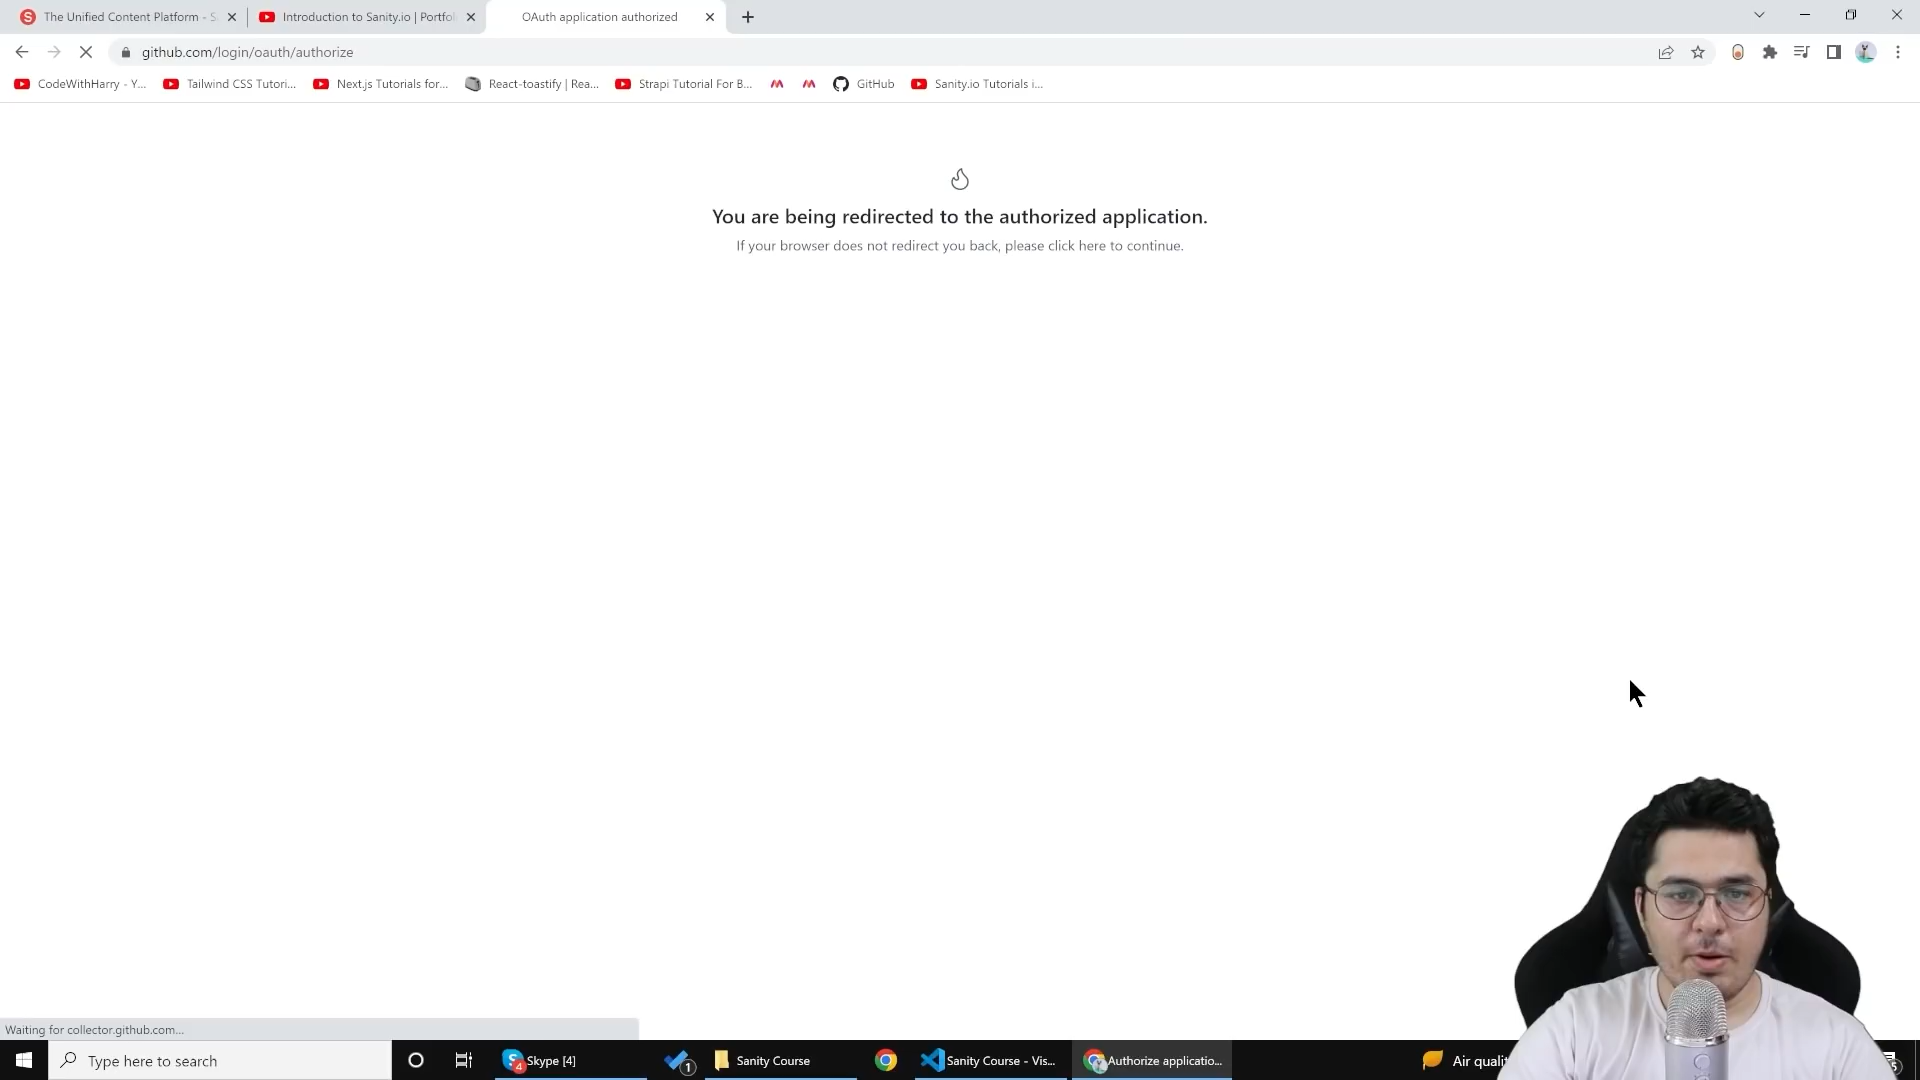 The Unified Content Platform - S
Introduction to Sanity.io | Portfol
OAuth application authorized
github.com/login/oauth/authorize
CodeWithHarry - Y...
Tailwind CSS Tutori...
Next.js Tutorials for...
React-toastify | Rea...
Strapi Tutorial For B...
GitHub
Sanity.io Tutorials i...
You are being redirected to the authorized application.
If your browser does not redirect you back, please click here to continue.
Waiting for collector.github.com...
Type here to search
Skype [4]
4
1
Sanity Course
Sanity Course - Vis...
Authorize applicatio...
Air qualit
5